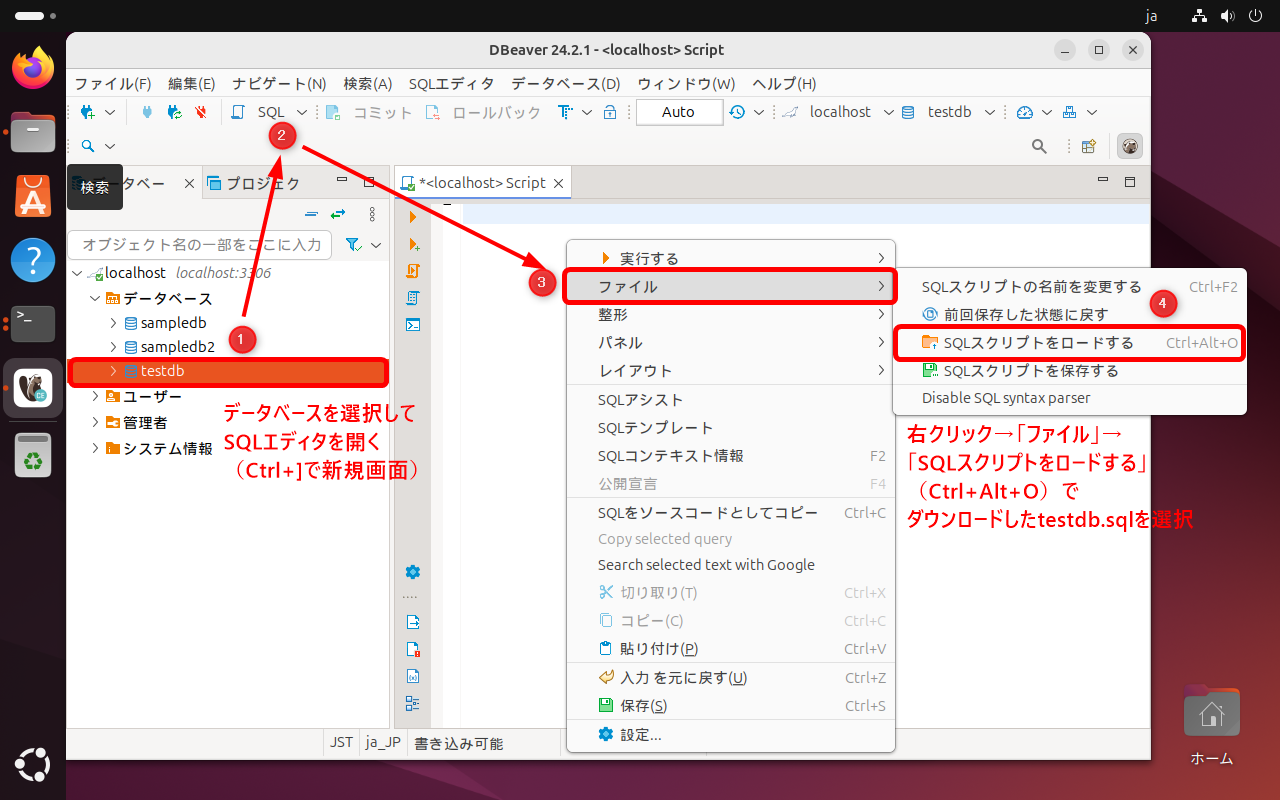 ja
DBeaver 24.2.1 - <localhost> Script
ファイル(F) 編集(E) ナビゲート(N) 検索(A) SQLエディタ データベース(D) ウィンドウ(W) ヘルプ(H)
SQL コミット ロールバック Auto localhost testdb
2
検索
タベー プロジェク
*<localhost> Script
オブジェクト名の一部をここに入力
localhost localhost:3306
データベース
sampledb
sampledb2
1
testdb
ユーザー
管理者
システム情報
データベースを選択して
SQLエディタを開く
（Ctrl+]で新規画面）
3
実行する
ファイル
整形
パネル
レイアウト
SQLアシスト
SQLテンプレート
SQLコンテキスト情報 F2
公開宣言 F4
SQLをソースコードとしてコピー Ctrl+C
Copy selected query
Search selected text with Google
切り取り(T) Ctrl+X
コピー(C) Ctrl+C
貼り付け(P) Ctrl+V
入力 を元に戻す(U) Ctrl+Z
保存(S) Ctrl+S
設定...
SQLスクリプトの名前を変更する Ctrl+F2
4
前回保存した状態に戻す
SQLスクリプトをロードする Ctrl+Alt+O
SQLスクリプトを保存する
Disable SQL syntax parser
右クリック→「ファイル」→
「SQLスクリプトをロードする」
（Ctrl+Alt+O）で
ダウンロードしたtestdb.sqlを選択
JST ja_JP 書き込み可能
ホーム